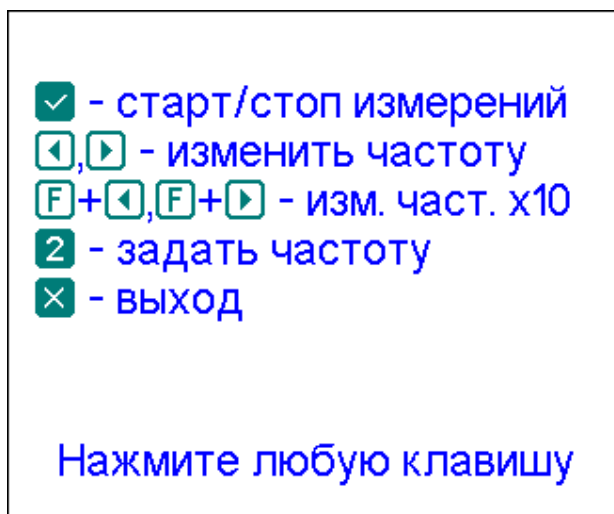 ✓ - старт/стоп измерений
◀,▶ - изменить частоту
F+◀,F+▶ - изм. част. x10
2 - задать частоту
✕ - выход
Нажмите любую клавишу